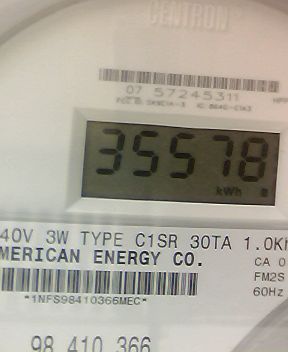 CENTRON
07 57245311
35578
kWh
40V 3W TYPE C1SR 30TA 1.0Kh
MERICAN ENERGY CO.
CA 0
FM2S
60Hz
*1NFS98410366MEC*
98 410 366